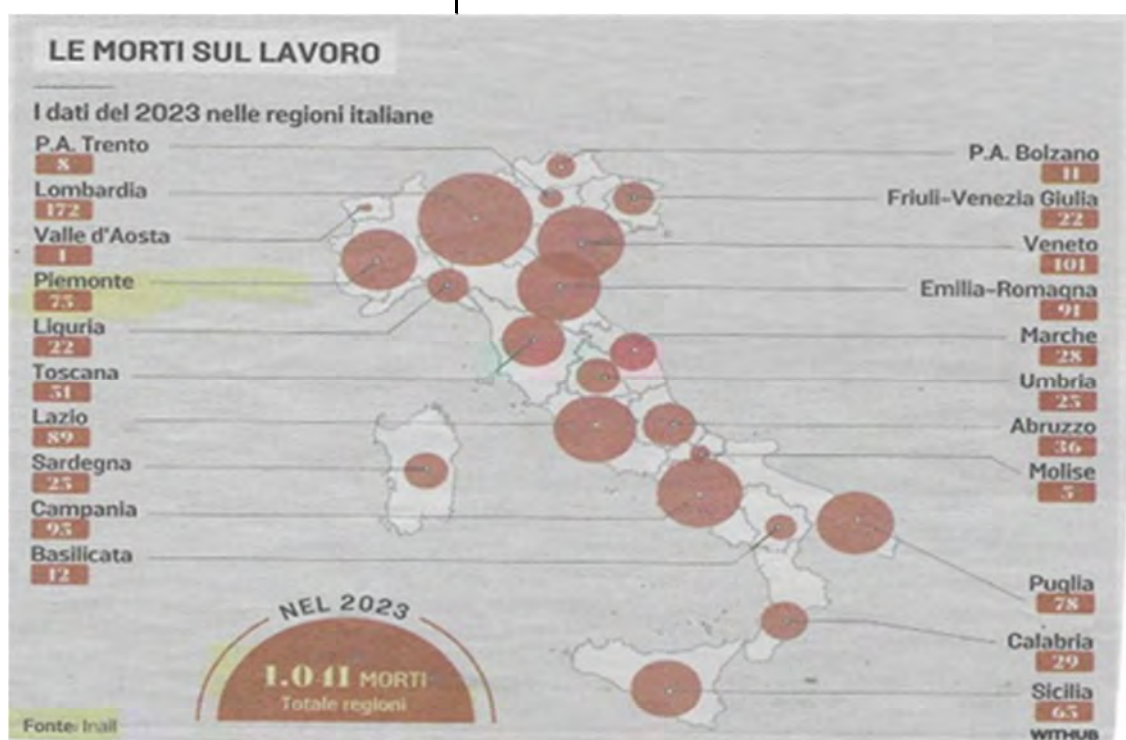 LE MORTI SUL LAVORO
I dati del 2023 nelle regioni italiane
P.A. Trento
8
Lombardia
172
Valle d'Aosta
1
Piemonte
75
Liguria
22
Toscana
51
Lazio
89
Sardegna
25
Campania
95
Basilicata
12
P.A. Bolzano
11
Friuli-Venezia Giulia
22
Veneto
101
Emilia-Romagna
91
Marche
28
Umbria
25
Abruzzo
36
Molise
5
Puglia
78
Calabria
29
Sicilia
65
NEL 2023
1.041 MORTI
Totale regioni
Fonte: Inail
WITHUB